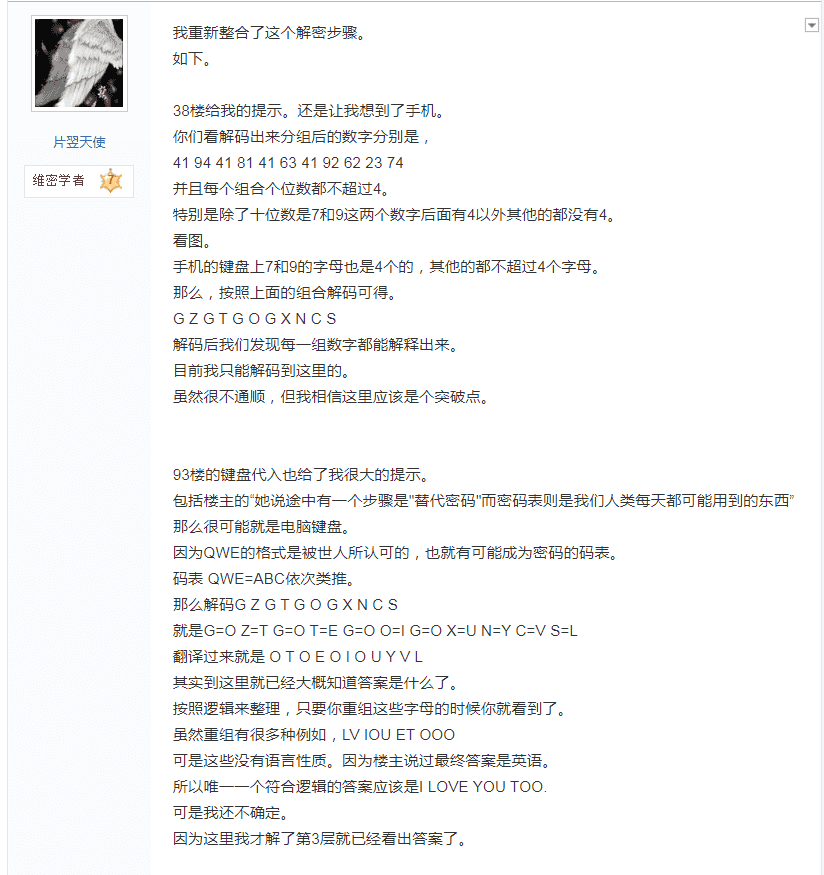 我重新整合了这个解密步骤。
如下。
38楼给我的提示。还是让我想到了手机。
片翌天使
你们看解码出来分组后的数字分别是，
41 94 41 81 41 63 41 92 62 23 74
维密学者 7
并且每个组合个位数都不超过4。
特别是除了十位数是7和9这两个数字后面有4以外其他的都没有4。
看图。
手机的键盘上7和9的字母也是4个的，其他的都不超过4个字母。
那么，按照上面的组合解码可得。
G Z G T G O G X N C S
解码后我们发现每一组数字都能解释出来。
目前我只能解码到这里的。
虽然很不通顺，但我相信这里应该是个突破点。
93楼的键盘代入也给了我很大的提示。
包括楼主的“她说途中有一个步骤是"替代密码"而密码表则是我们人类每天都可能用到的东西”
那么很可能就是电脑键盘。
因为QWE的格式是被世人所认可的，也就有可能成为密码的码表。
码表 QWE=ABC依次类推。
那么解码G Z G T G O G X N C S
就是G=O Z=T G=O T=E G=O O=I G=O X=U N=Y C=V S=L
翻译过来就是 O T O E O I O U Y V L
其实到这里就已经大概知道答案是什么了。
按照逻辑来整理，只要你重组这些字母的时候你就看到了。
虽然重组有很多种例如，LV IOU ET OOO
可是这些没有语言性质。因为楼主说过最终答案是英语。
所以唯一一个符合逻辑的答案应该是I LOVE YOU TOO.
可是我还不确定。
因为这里我才解了第3层就已经看出答案了。